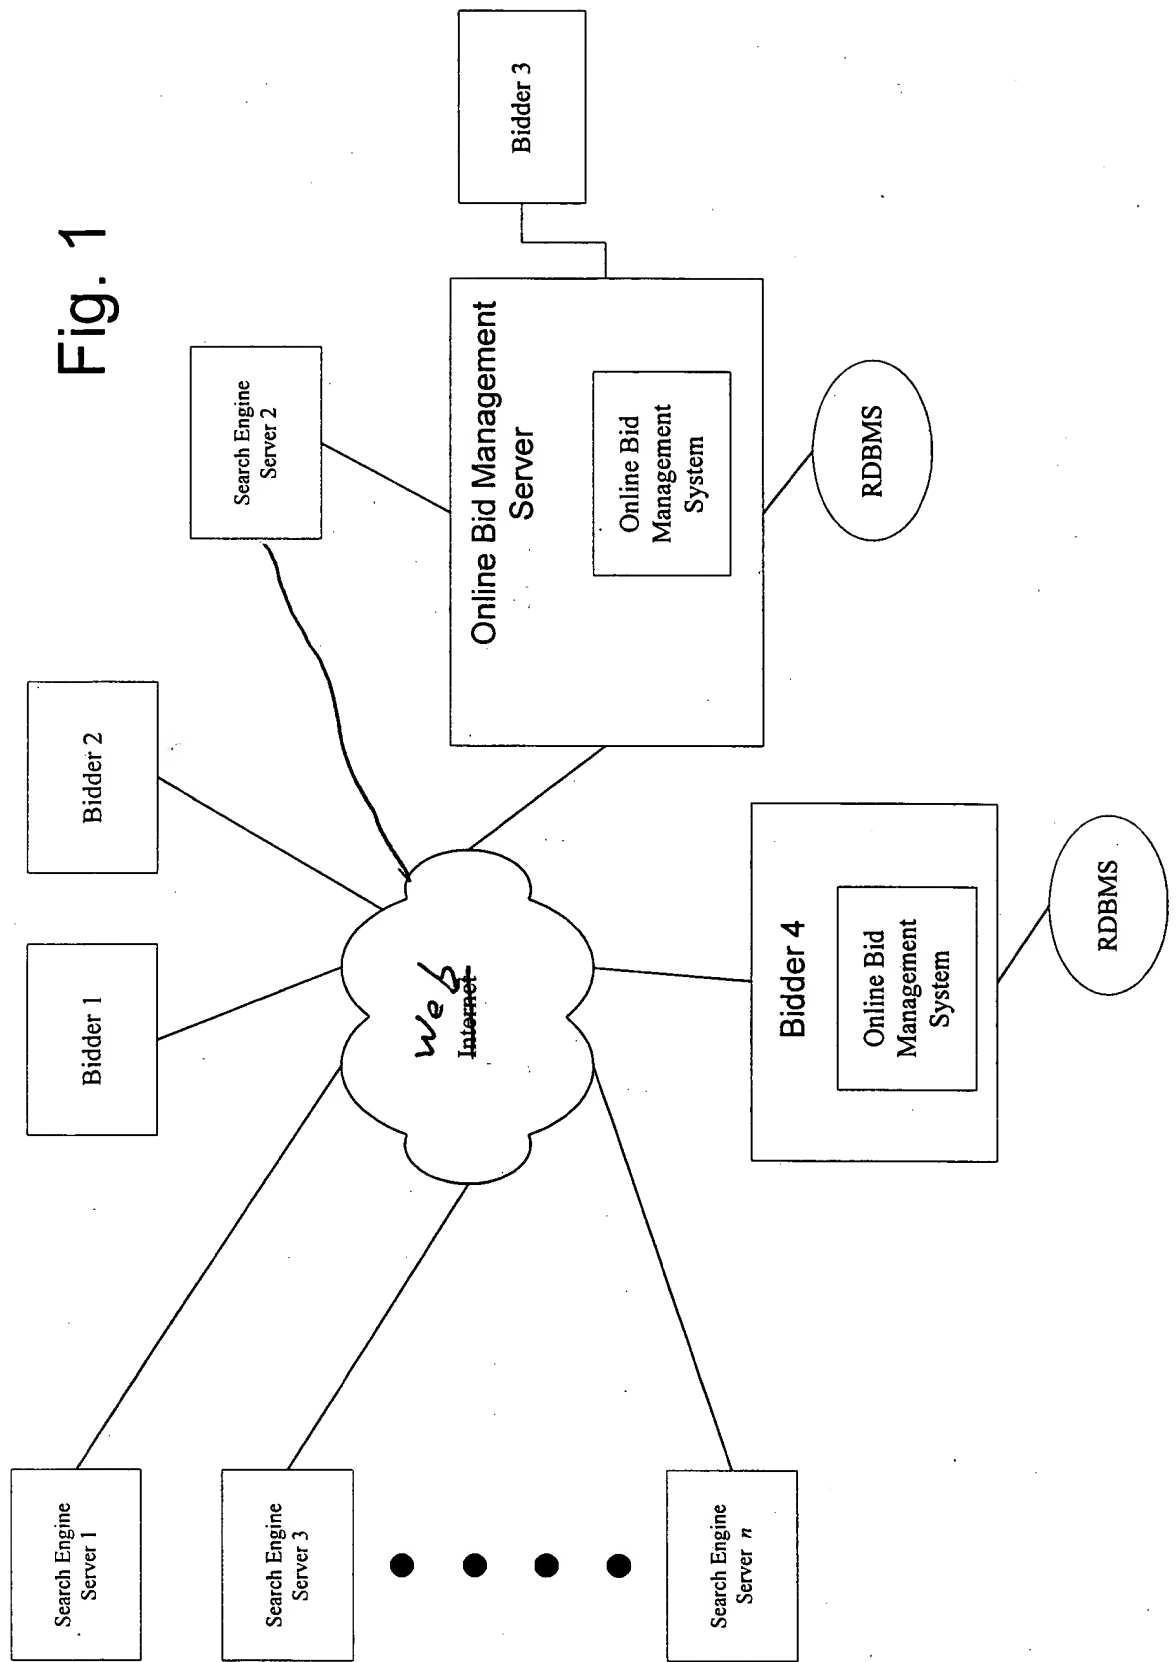 Fig. 1
Search Engine
Server 1
Bidder 1
Bidder 2
Search Engine
Server 2
Search Engine
Server 3
Web
Internet
Online Bid Management
Server
Online Bid
Management
System
Bidder 3
Search Engine
Server n
Bidder 4
Online Bid
Management
System
RDBMS
RDBMS